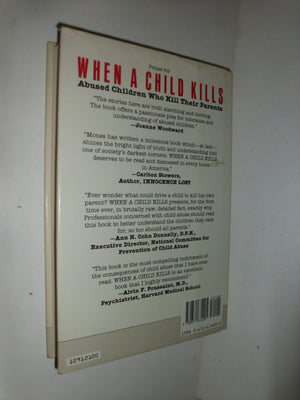 Praise for
WHEN A CHILD KILLS
Abused Children Who Kill Their Parents
"The stories here are both alarming and moving.
The book offers a passionate plea for tolerance and
understanding of abused children."
—Joanne Woodward
"Mones has written a milestone book which—at last—
shines the bright light of truth and understanding into
one of society's darkest corners. WHEN A CHILD KILLS
deserves to be read and discussed in every home
in America."
—Carlton Stowers,
Author, INNOCENCE LOST
"Ever wonder what could drive a child to kill his own
parent? WHEN A CHILD KILLS presents, for the first
time ever, in brutally raw, detailed fact, exactly why.
Professionals concerned with child abuse should read
this book to better understand the children they care
for, so too should all parents."
—Ann H. Cohn Donnelly, D.P.H.,
Executive Director, National Committee for
Prevention of Child Abuse
"This book is the most compelling indictment of
the consequences of child abuse that I have ever
read. WHEN A CHILD KILLS is an excellent
book that I highly recommend."
—Alvin F. Poussaint, M.D.,
Psychiatrist, Harvard Medical School
10910100